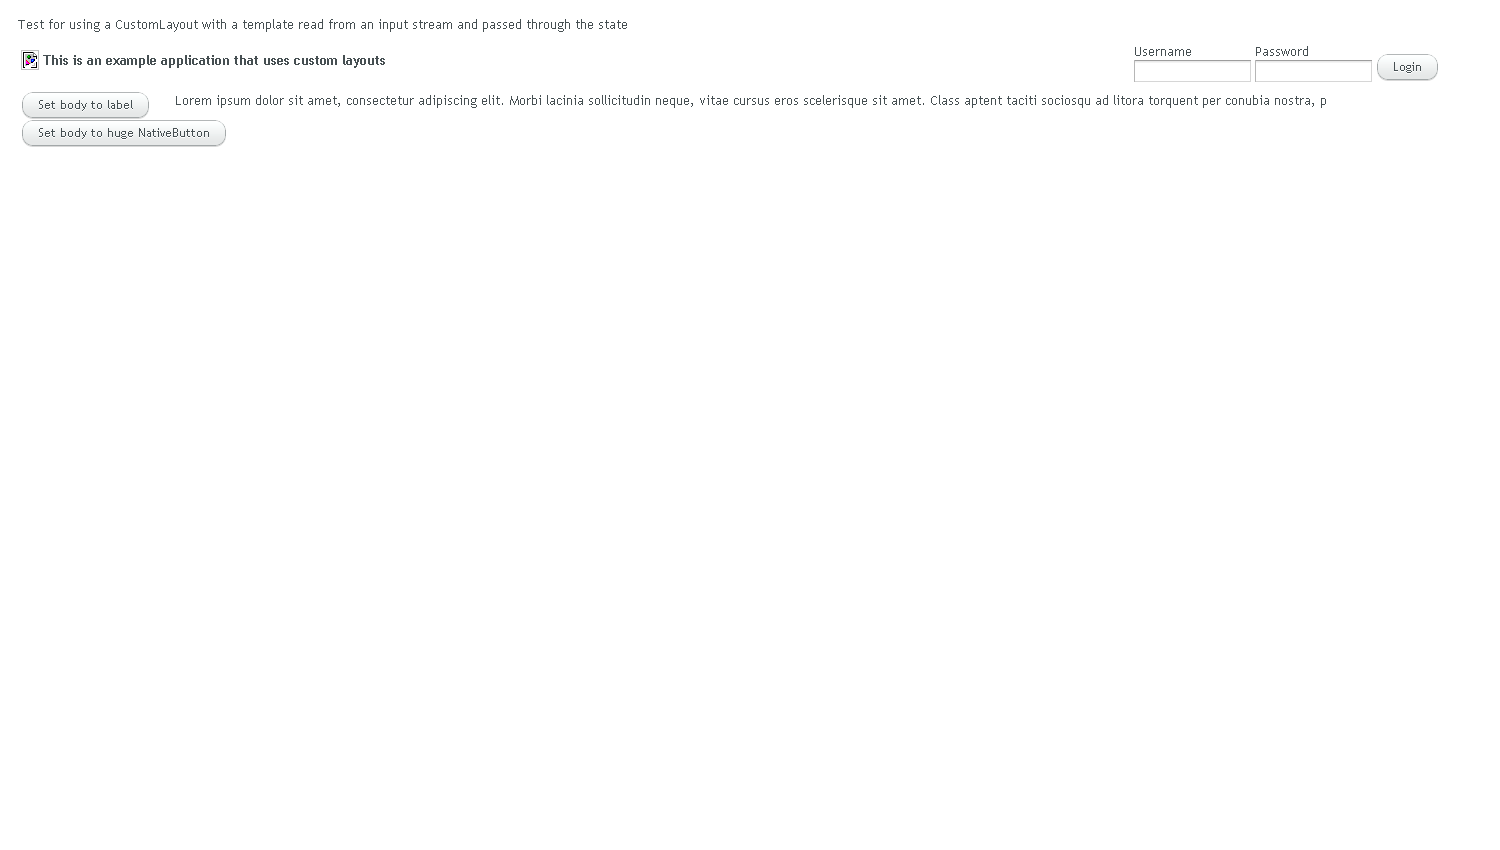 Test for using a CustomLayout with a template read from an input stream and passed through the state
This is an example application that uses custom layouts
Username
Password
Login
Set body to label
Lorem ipsum dolor sit amet, consectetur adipiscing elit. Morbi lacinia sollicitudin neque, vitae cursus eros scelerisque sit amet. Class aptent taciti sociosqu ad litora torquent per conubia nostra, p
Set body to huge NativeButton